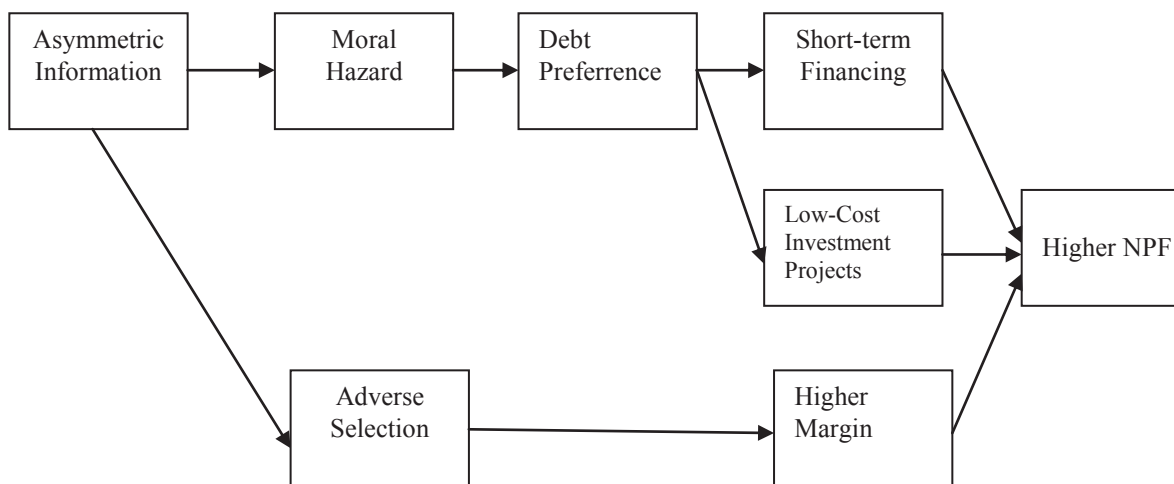 Asymmetric
Information
Moral
Hazard
Debt
Preferrence
Short-term
Financing
Low-Cost
Investment
Projects
Higher NPF
Adverse
Selection
Higher
Margin